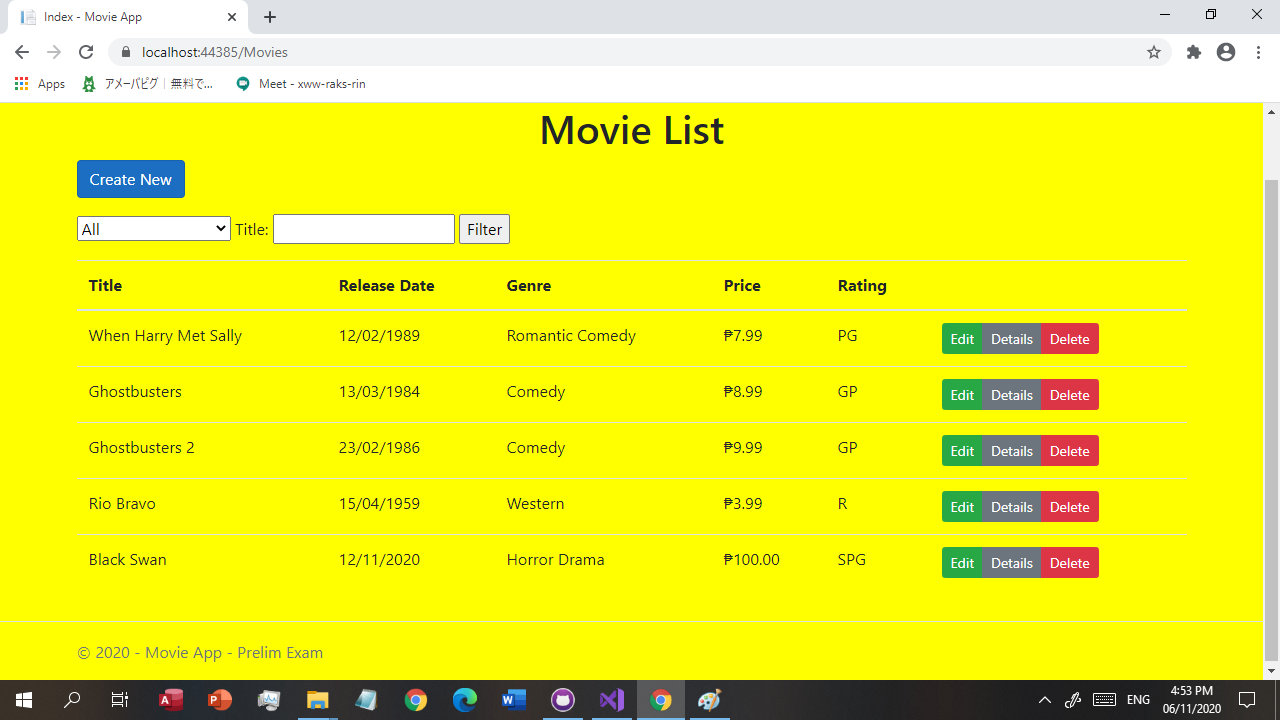 Index - Movie App
localhost:44385/Movies
Apps アメーバピグ｜無料で... Meet - xww-raks-rin
Movie List
Create New
All Title: Filter
Title Release Date Genre Price Rating
When Harry Met Sally 12/02/1989 Romantic Comedy ₱7.99 PG Edit Details Delete
Ghostbusters 13/03/1984 Comedy ₱8.99 GP Edit Details Delete
Ghostbusters 2 23/02/1986 Comedy ₱9.99 GP Edit Details Delete
Rio Bravo 15/04/1959 Western ₱3.99 R Edit Details Delete
Black Swan 12/11/2020 Horror Drama ₱100.00 SPG Edit Details Delete
© 2020 - Movie App - Prelim Exam
ENG 4:53 PM
06/11/2020